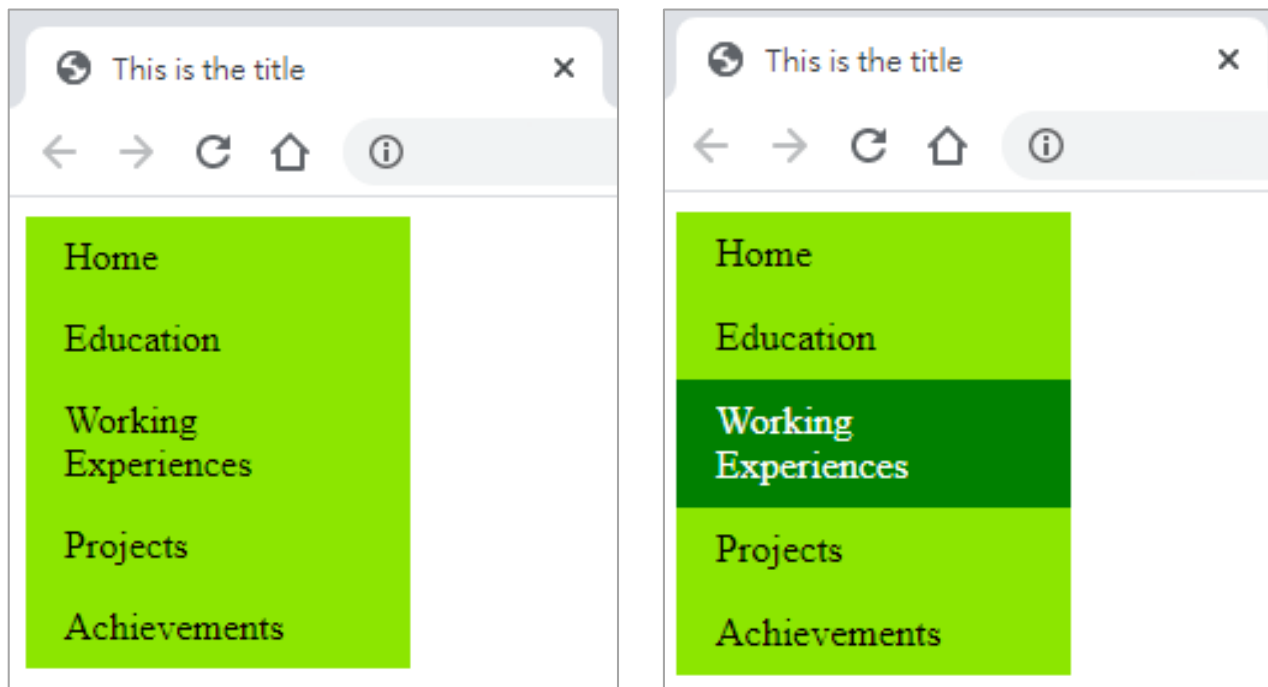 This is the title
Home
Education
Working
Experiences
Projects
Achievements
This is the title
Home
Education
Working
Experiences
Projects
Achievements